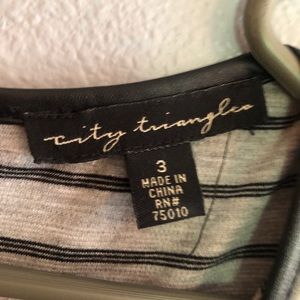 city triangles
3
MADE IN
CHINA
RN#
75010